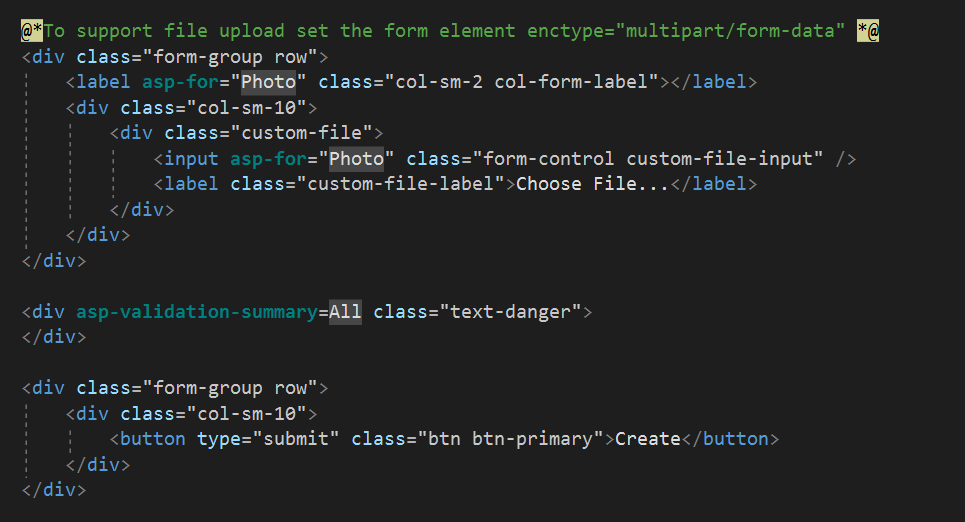 @*To support file upload set the form element enctype="multipart/form-data" *@
<div class="form-group row">
    <label asp-for="Photo" class="col-sm-2 col-form-label"></label>
    <div class="col-sm-10">
        <div class="custom-file">
            <input asp-for="Photo" class="form-control custom-file-input" />
            <label class="custom-file-label">Choose File...</label>
        </div>
    </div>
</div>

<div asp-validation-summary=All class="text-danger">
</div>

<div class="form-group row">
    <div class="col-sm-10">
        <button type="submit" class="btn btn-primary">Create</button>
    </div>
</div>